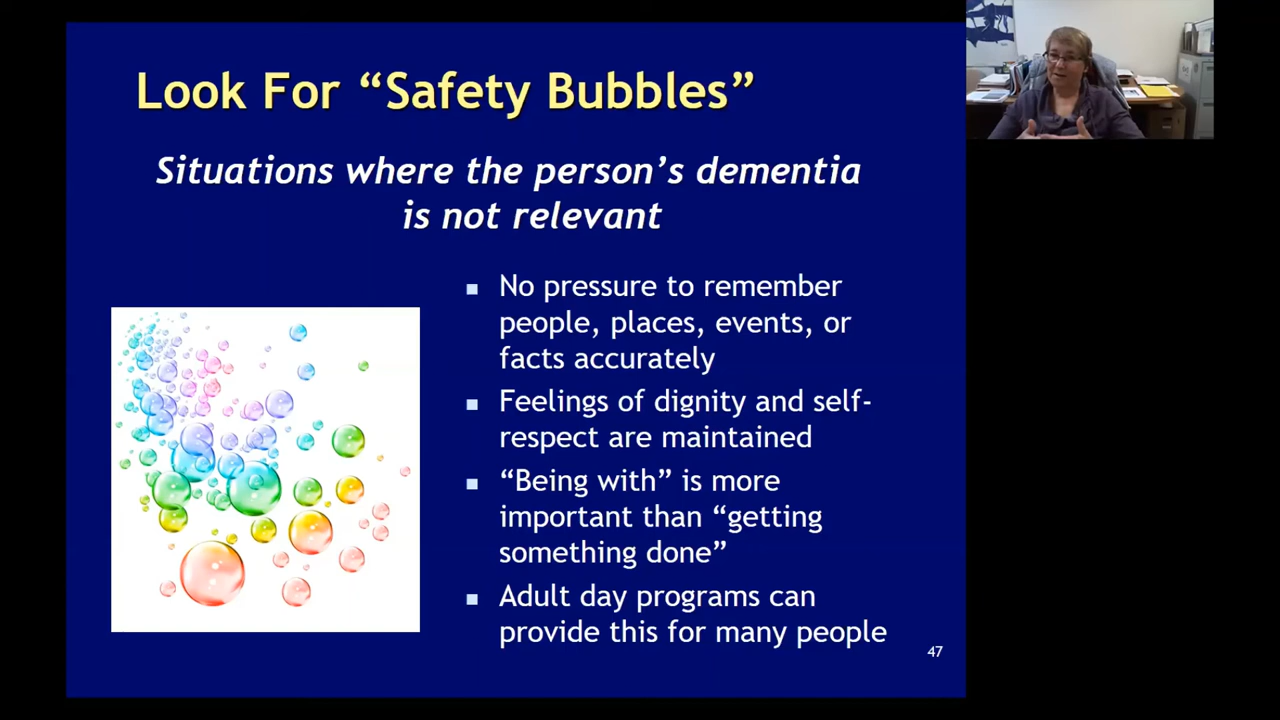 Look For “Safety Bubbles”
Situations where the person’s dementia
is not relevant
▪ No pressure to remember
people, places, events, or
facts accurately
▪ Feelings of dignity and self-
respect are maintained
▪ “Being with” is more
important than “getting
something done”
▪ Adult day programs can
provide this for many people
47